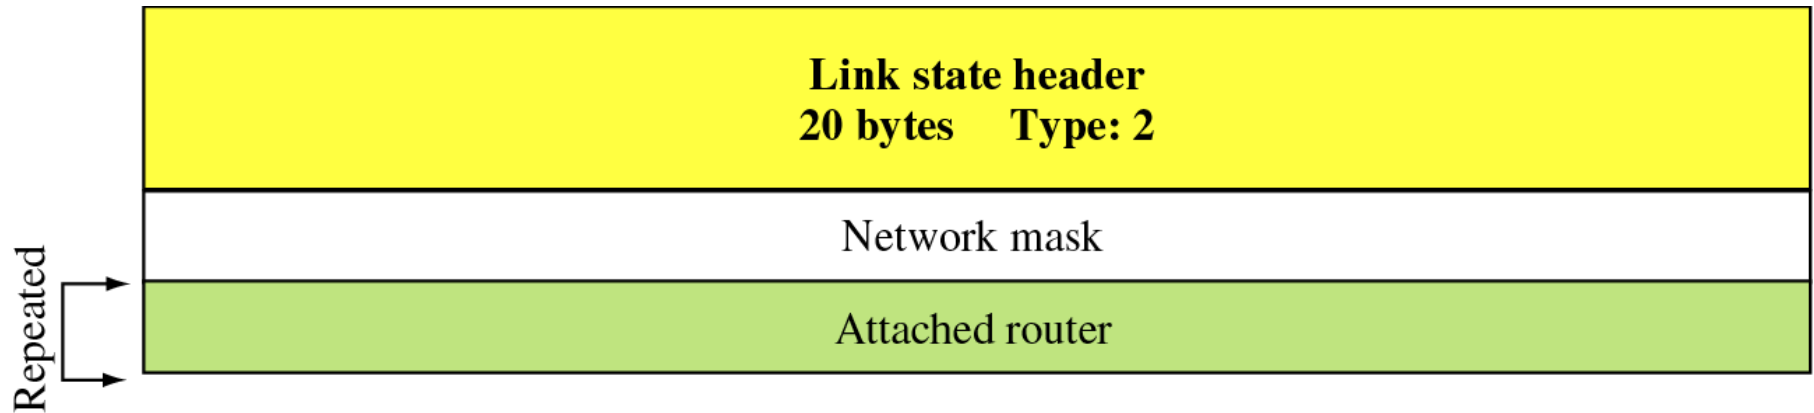 Link state header
20 bytes Type: 2
Network mask
Attached router
Repeated